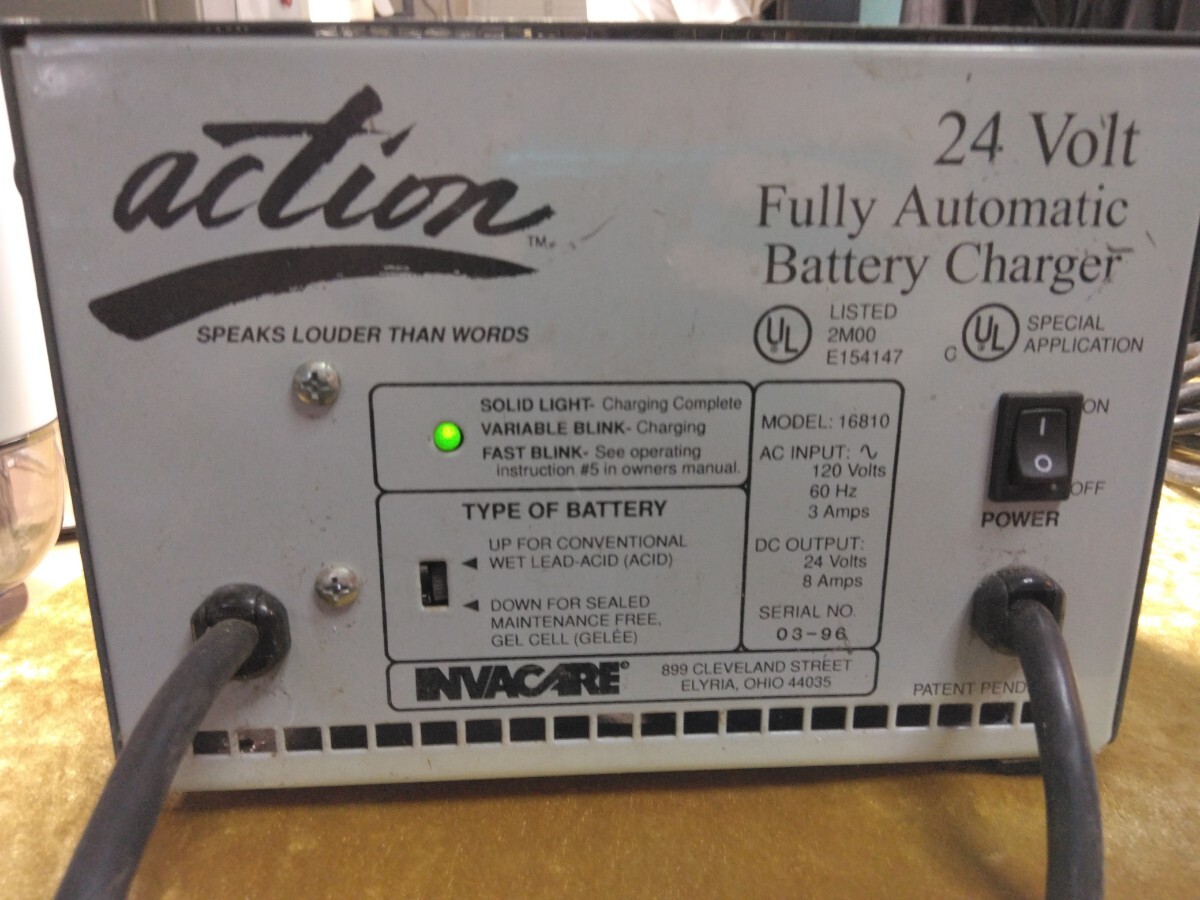 action
TM
SPEAKS LOUDER THAN WORDS
24 Volt
Fully Automatic
Battery Charger
UL
LISTED
2M00
E154147
C
UL
SPECIAL
APPLICATION
SOLID LIGHT- Charging Complete
VARIABLE BLINK- Charging
FAST BLINK- See operating
instruction #5 in owners manual.
TYPE OF BATTERY
UP FOR CONVENTIONAL
WET LEAD-ACID (ACID)
DOWN FOR SEALED
MAINTENANCE FREE,
GEL CELL (GELÉE)
MODEL: 16810
AC INPUT: ∿
120 Volts
60 Hz
3 Amps
DC OUTPUT:
24 Volts
8 Amps
SERIAL NO.
03-96
ON
I
O
OFF
POWER
INVACARE®
899 CLEVELAND STREET
ELYRIA, OHIO 44035
PATENT PEND